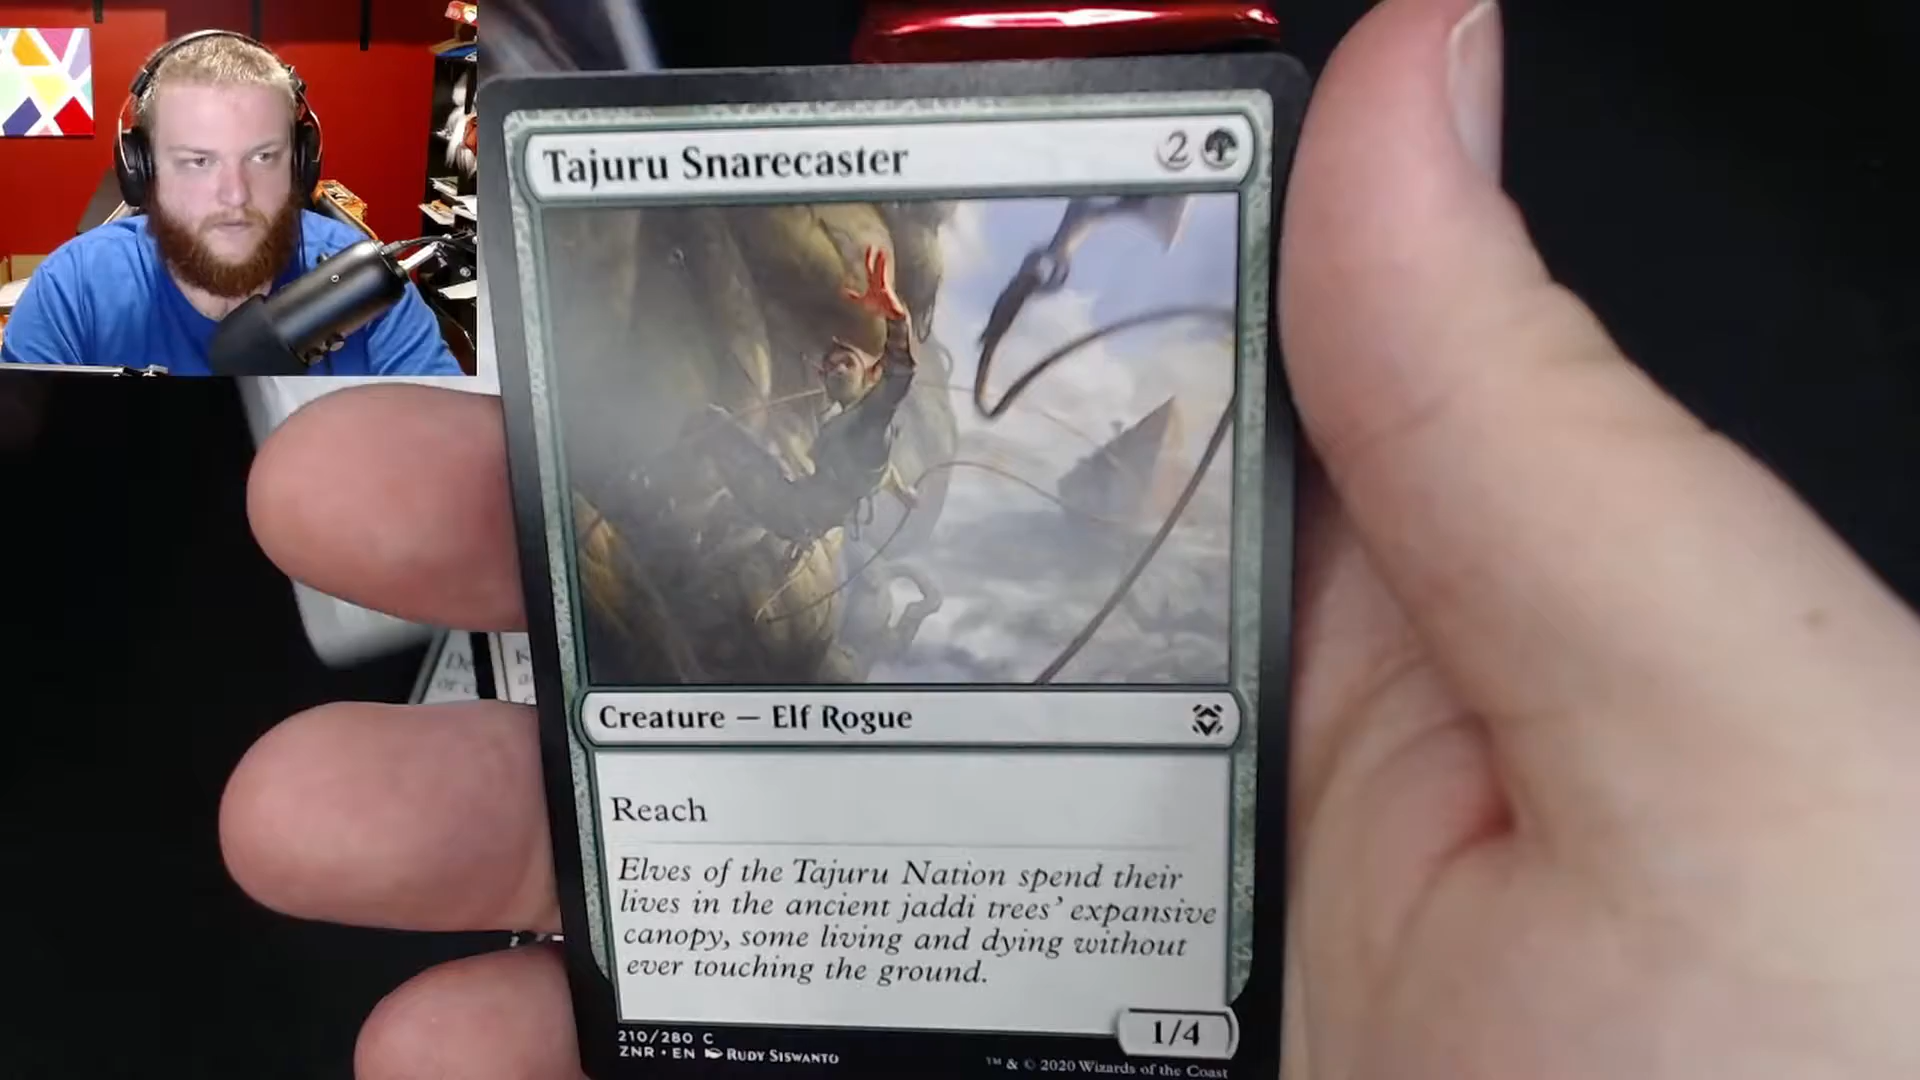 Tajuru Snarecaster 2
Creature — Elf Rogue
Reach
Elves of the Tajuru Nation spend their
lives in the ancient jaddi trees' expansive
canopy, some living and dying without
ever touching the ground.
1/4
210/280 C
ZNR • EN Rudy Siswanto
™ & © 2020 Wizards of the Coast
De
or c